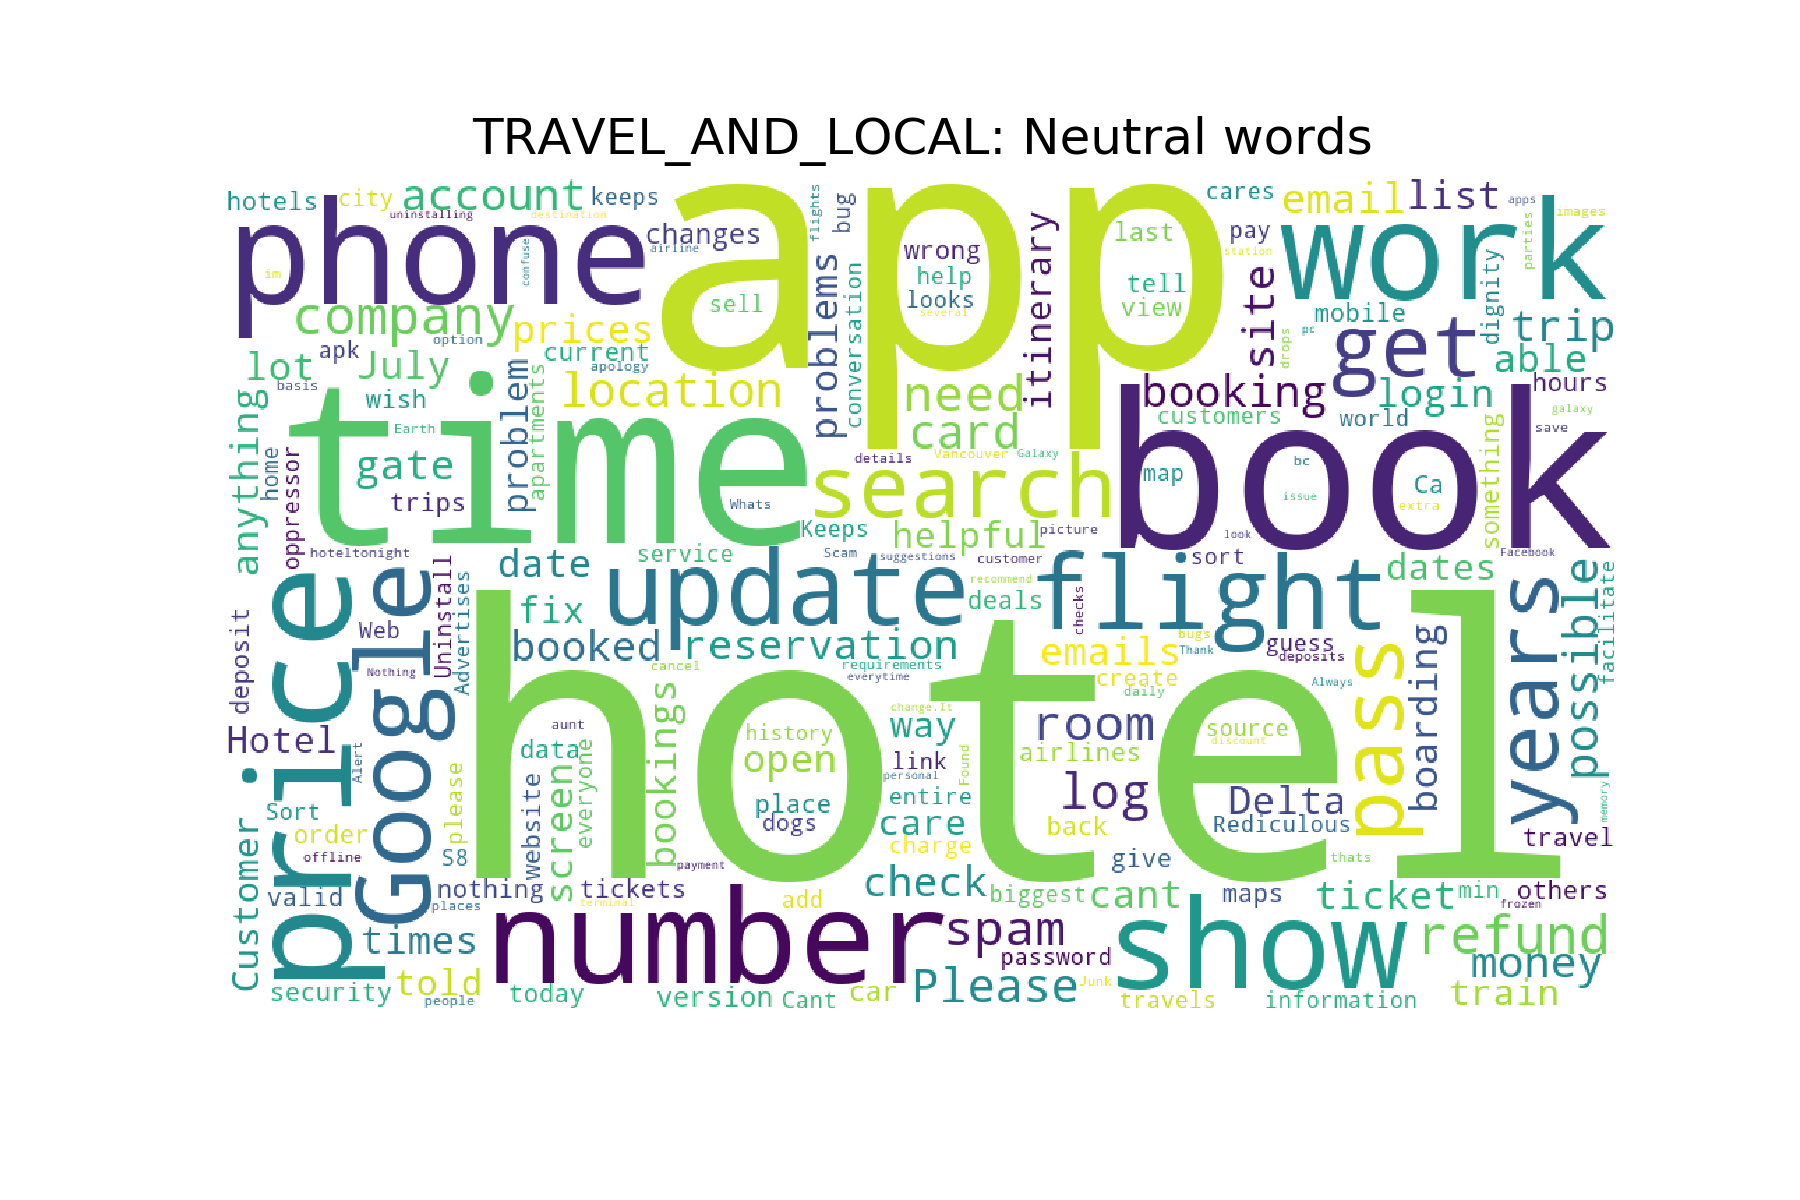 TRAVEL_AND_LOCAL: Neutral words
hotels
city
account
keeps
uninstalling
destination
flights
bug
cares
email
list
apps
images
phone
app
work
confuse
changes
airline
im
wrong
help
looks
several
sell
last
tell
view
pay
station
itinerary
site
parties
dignity
mobile
pc
drops
company
prices
option
problems
conversation
get
trip
able
lot
apk
July
current
apology
basis
wish
Earth
location
problem
apartments
need
card
booking
customers
login
world
hours
galaxy
save
anything
home
oppressor
gate
trips
time
Whats
details
Vancouver
Galaxy
search
map
book
bc
issue
Ca
extra
something
Keeps
helpful
picture
look
hoteltonight
date
service
Scam
suggestions
customer
sort
Facebook
price
Google
Uninstall
Advertises
update
recommend
deals
checks
flight
dates
years
possible
facilitate
fix
deposit
Web
Nothing
booked
reservation
cancel
requirements
everytime
emails
create
daily
bugs
Thank
guess
deposits
Always
pass
boarding
Hotel
Alert
hotel
aunt
data
everyone
bookings
history
open
change.It
way
link
personal
Found
room
airlines
source
discount
Sort
order
offline
please
S8
website
screen
place
dogs
entire
care
charge
log
back
Delta
Rediculous
memory
travel
Customer
valid
places
nothing
tickets
terminal
payment
add
check
biggest
cant
give
thats
maps
ticket
min
others
frozen
times
number
spam
password
show
refund
money
security
told
people
today
version
Cant
car
Please
Junk
travels
information
train